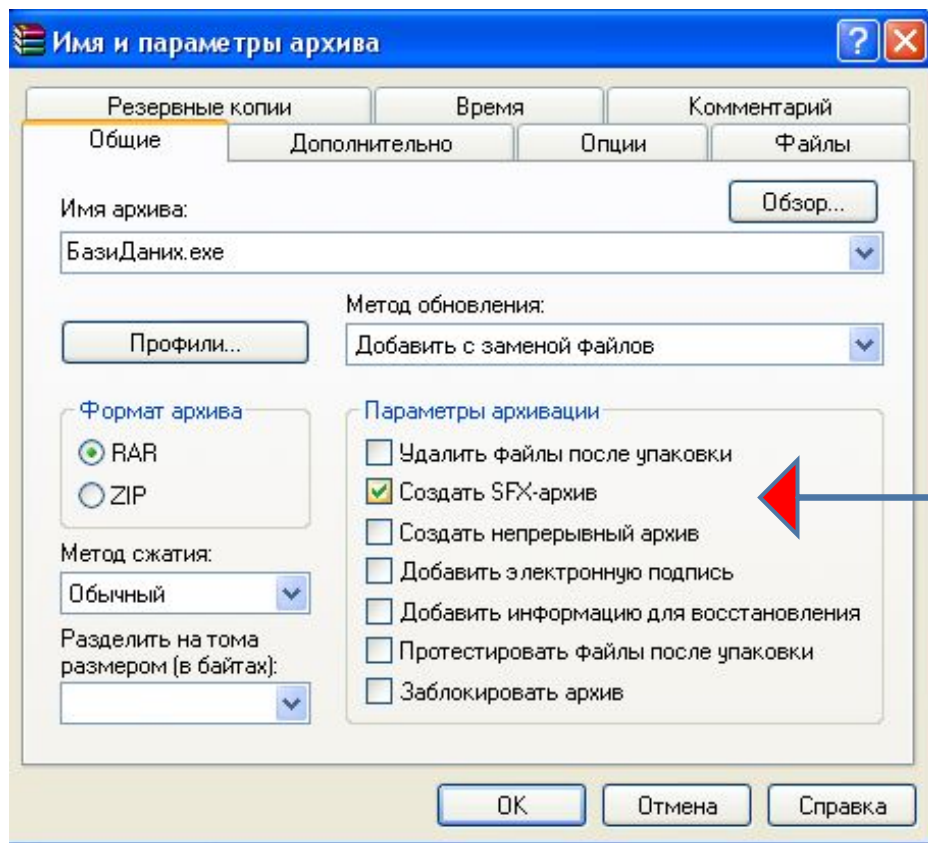 Имя и параметры архива
Резервные копии
Время
Комментарий
Общие
Дополнительно
Опции
Файлы
Имя архива:
Обзор...
БазиДаних.exe
Метод обновления:
Профили...
Добавить с заменой файлов
Формат архива
RAR
ZIP
Метод сжатия:
Обычный
Разделить на тома
размером (в байтах):
Параметры архивации
Удалить файлы после упаковки
Создать SFX-архив
Создать непрерывный архив
Добавить электронную подпись
Добавить информацию для восстановления
Протестировать файлы после упаковки
Заблокировать архив
OK
Отмена
Справка